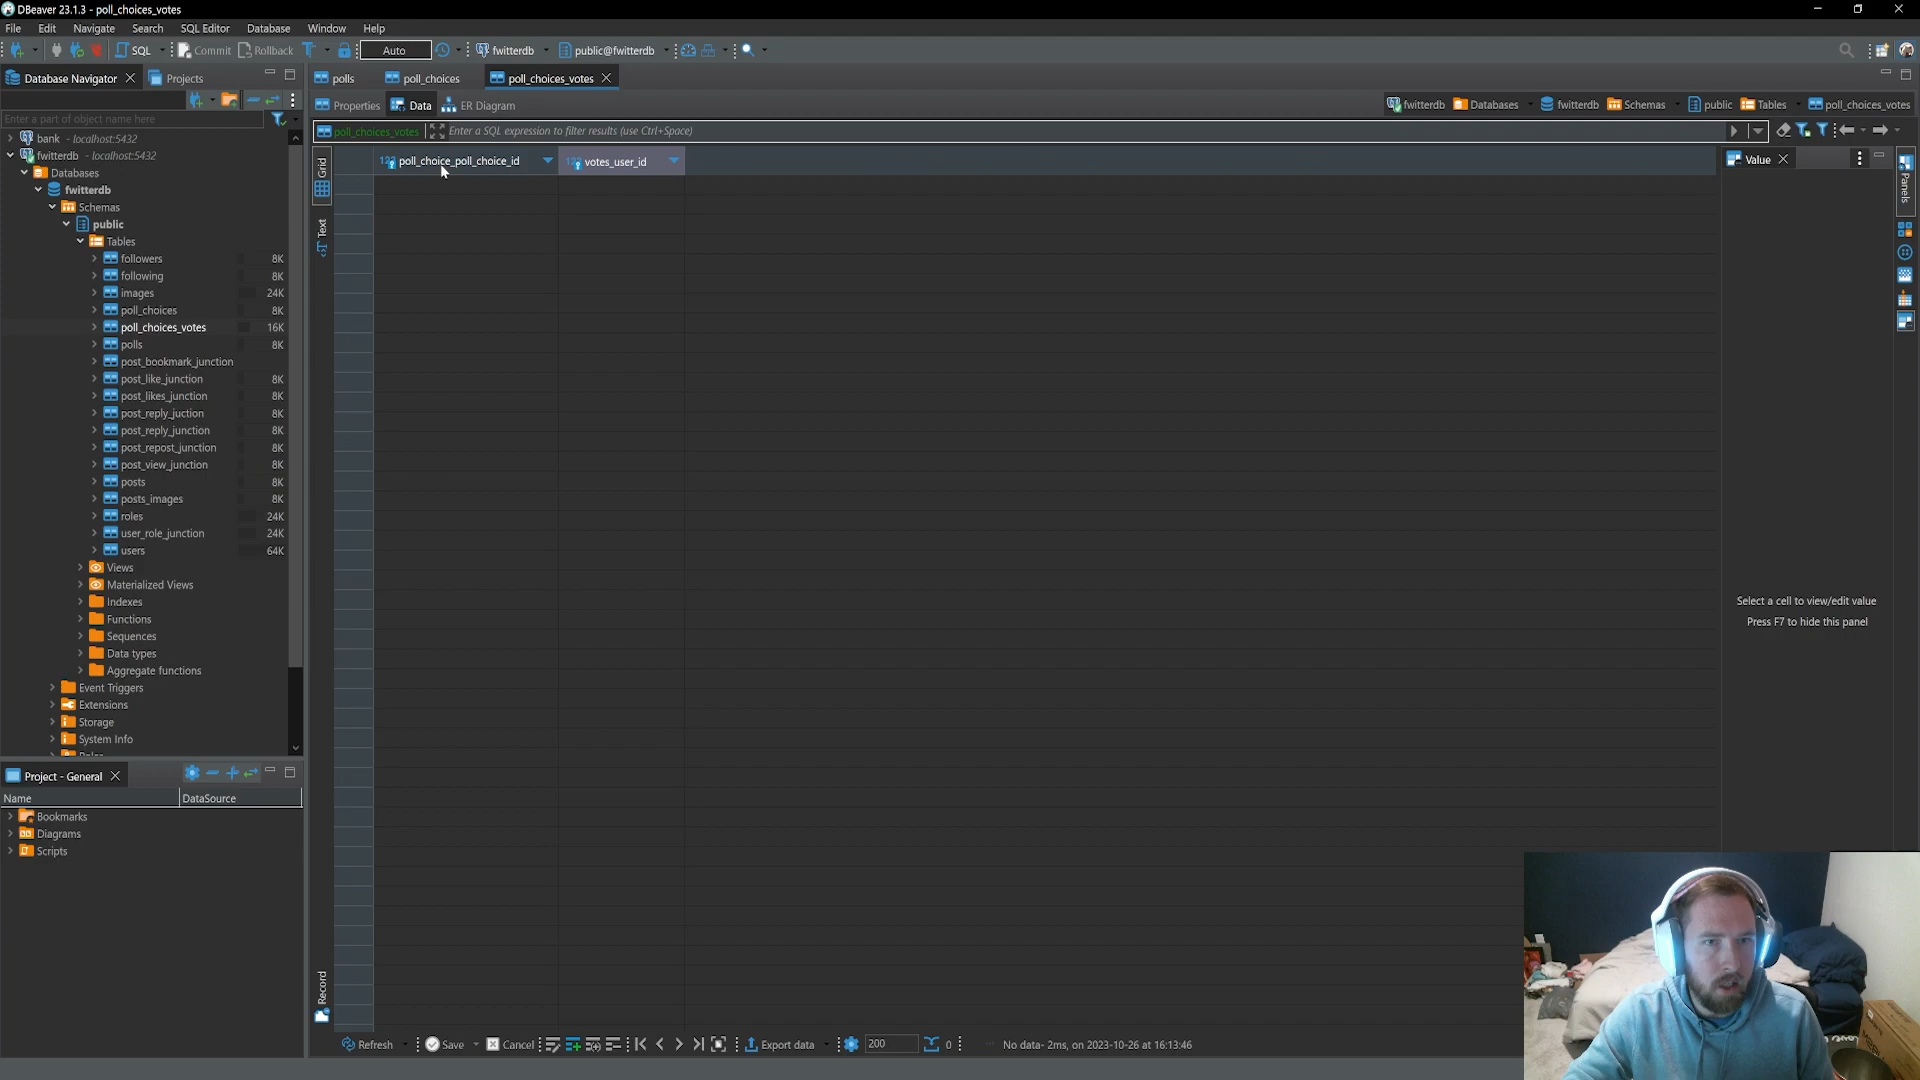 DBeaver 23.1.3 - poll_choices_votes
File Edit Navigate Search SQL Editor Database Window Help
SQL Commit Rollback Auto fwitterdb public@fwitterdb
Database Navigator Projects
Enter a part of object name here
bank - localhost:5432
fwitterdb - localhost:5432
Databases
fwitterdb
Schemas
public
Tables
followers 8K
following 8K
images 24K
poll_choices 8K
poll_choices_votes 16K
polls 8K
post_bookmark_junction
post_like_junction 8K
post_likes_junction 8K
post_reply_juction 8K
post_reply_junction 8K
post_repost_junction 8K
post_view_junction 8K
posts 8K
posts_images 8K
roles 24K
user_role_junction 24K
users 64K
Views
Materialized Views
Indexes
Functions
Sequences
Data types
Aggregate functions
Event Triggers
Extensions
Storage
System Info
Project - General
Name DataSource
Bookmarks
Diagrams
Scripts
polls poll_choices poll_choices_votes
Properties Data ER Diagram
fwitterdb Databases fwitterdb Schemas public Tables poll_choices_votes
poll_choices_votes Enter a SQL expression to filter results (use Ctrl+Space)
Grid
Text
Record
poll_choice_poll_choice_id votes_user_id
Value
Panels
Select a cell to view/edit value
Press F7 to hide this panel
Refresh Save Cancel Export data 200 0 No data- 2ms, on 2023-10-26 at 16:13:46